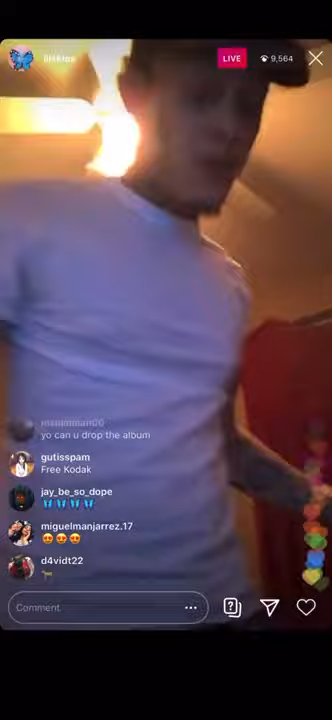 LIVE
9,564
yo can u drop the album
gutisspam
Free Kodak
jay_be_so_dope
miguelmanjarrez.17
d4vidt22
Comment